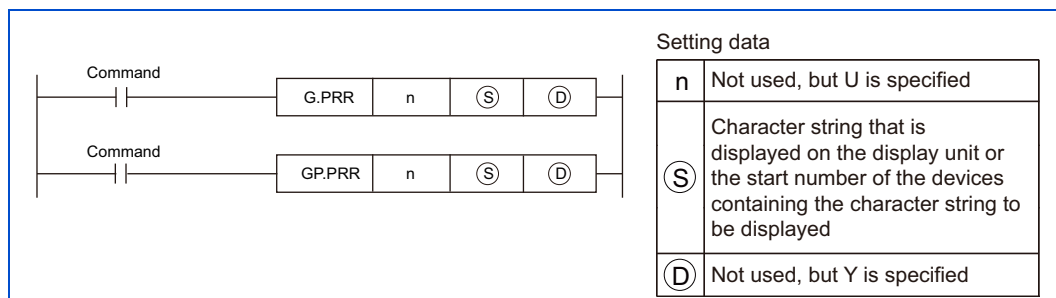 Setting data
Command
G.PRR n Ⓢ Ⓓ
Command
GP.PRR n Ⓢ Ⓓ
n Not used, but U is specified
Ⓢ Character string that is
displayed on the display unit or
the start number of the devices
containing the character string to
be displayed
Ⓓ Not used, but Y is specified